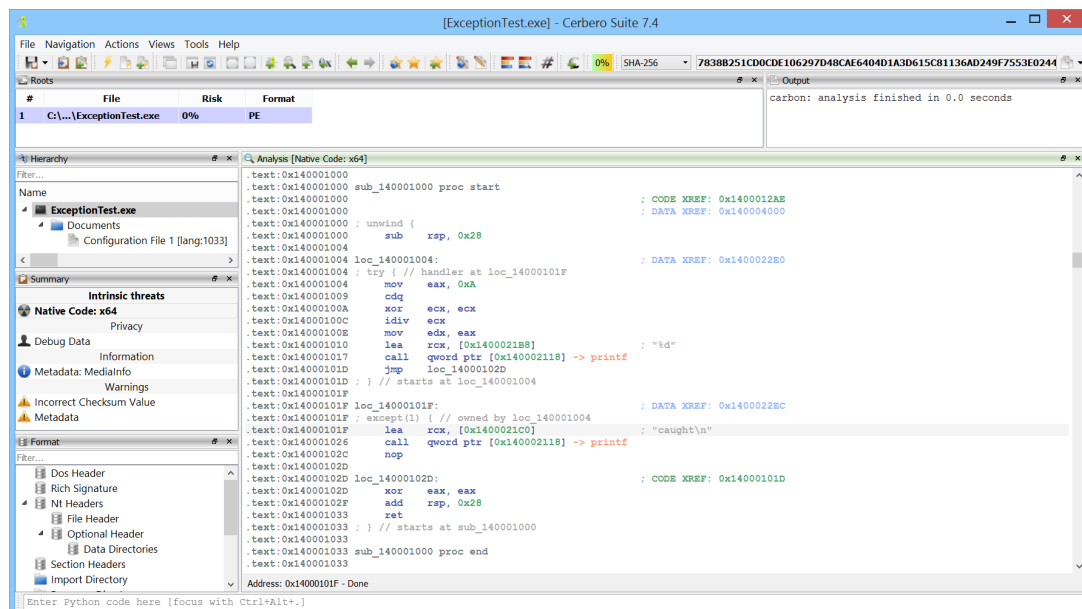 [ExceptionTest.exe] - Cerbero Suite 7.4
File Navigation Actions Views Tools Help
0% SHA-256 7838B251CD0CDE106297D48CAE6404D1A3D615C81136AD249F7553E0244
Roots
# File Risk Format
1 C:\...\ExceptionTest.exe 0% PE
Output
carbon: analysis finished in 0.0 seconds
Hierarchy
Filter...
Name
ExceptionTest.exe
Documents
Configuration File 1 [lang:1033]
Summary
Intrinsic threats
Native Code: x64
Privacy
Debug Data
Information
Metadata: MediaInfo
Warnings
Incorrect Checksum Value
Metadata
Format
Filter...
Dos Header
Rich Signature
Nt Headers
File Header
Optional Header
Data Directories
Section Headers
Import Directory
Analysis [Native Code: x64]
.text:0x140001000
.text:0x140001000 sub_140001000 proc start
.text:0x140001000 ; CODE XREF: 0x1400012AE
.text:0x140001000 ; DATA XREF: 0x140004000
.text:0x140001000 ; unwind {
.text:0x140001000 sub rsp, 0x28
.text:0x140001004
.text:0x140001004 loc_140001004: ; DATA XREF: 0x1400022E0
.text:0x140001004 ; try { // handler at loc_14000101F
.text:0x140001004 mov eax, 0xA
.text:0x140001009 cdq
.text:0x14000100A xor ecx, ecx
.text:0x14000100C idiv ecx
.text:0x14000100E mov edx, eax
.text:0x140001010 lea rcx, [0x1400021B8] ; "%d"
.text:0x140001017 call qword ptr [0x140002118] -> printf
.text:0x14000101D jmp loc_14000102D
.text:0x14000101D ; } // starts at loc_140001004
.text:0x14000101F
.text:0x14000101F loc_14000101F: ; DATA XREF: 0x1400022EC
.text:0x14000101F ; except(1) { // owned by loc_140001004
.text:0x14000101F lea rcx, [0x1400021C0] ; "caught\n"
.text:0x140001026 call qword ptr [0x140002118] -> printf
.text:0x14000102C nop
.text:0x14000102D
.text:0x14000102D loc_14000102D: ; CODE XREF: 0x14000101D
.text:0x14000102D xor eax, eax
.text:0x14000102F add rsp, 0x28
.text:0x140001033 ret
.text:0x140001033 ; } // starts at sub_140001000
.text:0x140001033
.text:0x140001033 sub_140001000 proc end
.text:0x140001033
Address: 0x14000101F - Done
Enter Python code here [focus with Ctrl+Alt+.]